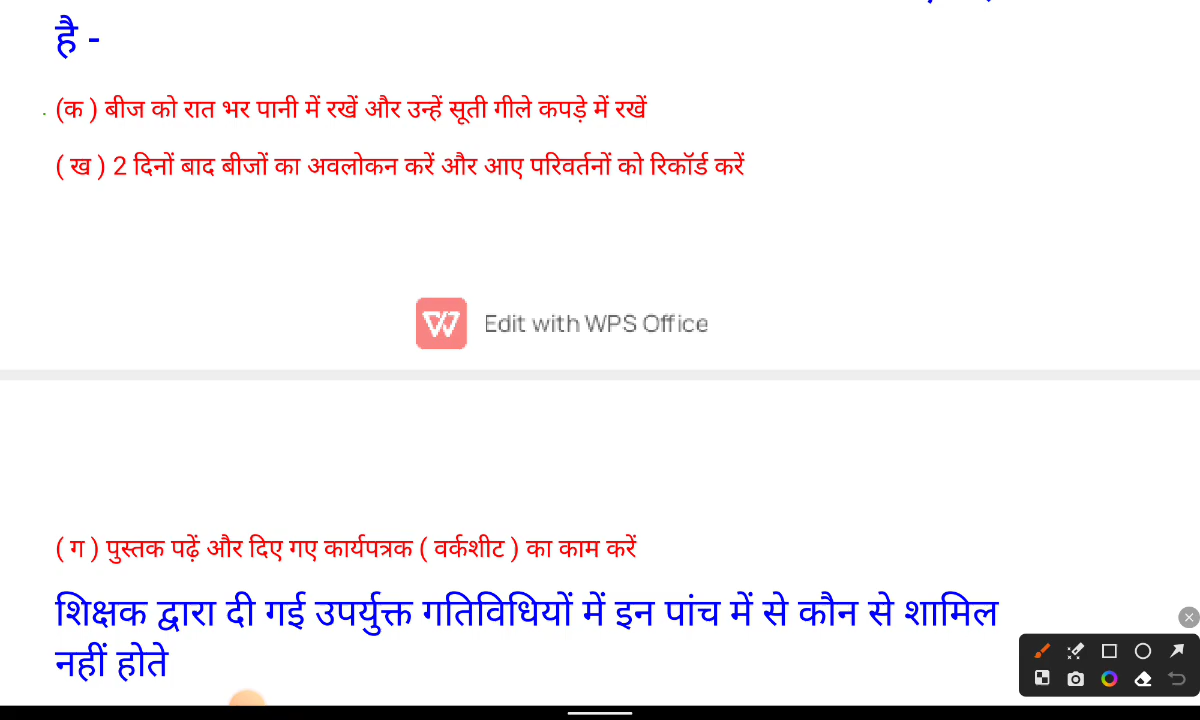 है -
(क ) बीज को रात भर पानी में रखें और उन्हें सूती गीले कपड़े में रखें
( ख ) 2 दिनों बाद बीजों का अवलोकन करें और आए परिवर्तनों को रिकॉर्ड करें
Edit with WPS Office
( ग ) पुस्तक पढ़ें और दिए गए कार्यपत्रक ( वर्कशीट ) का काम करें
शिक्षक द्वारा दी गई उपर्युक्त गतिविधियों में इन पांच में से कौन से शामिल
नहीं होते